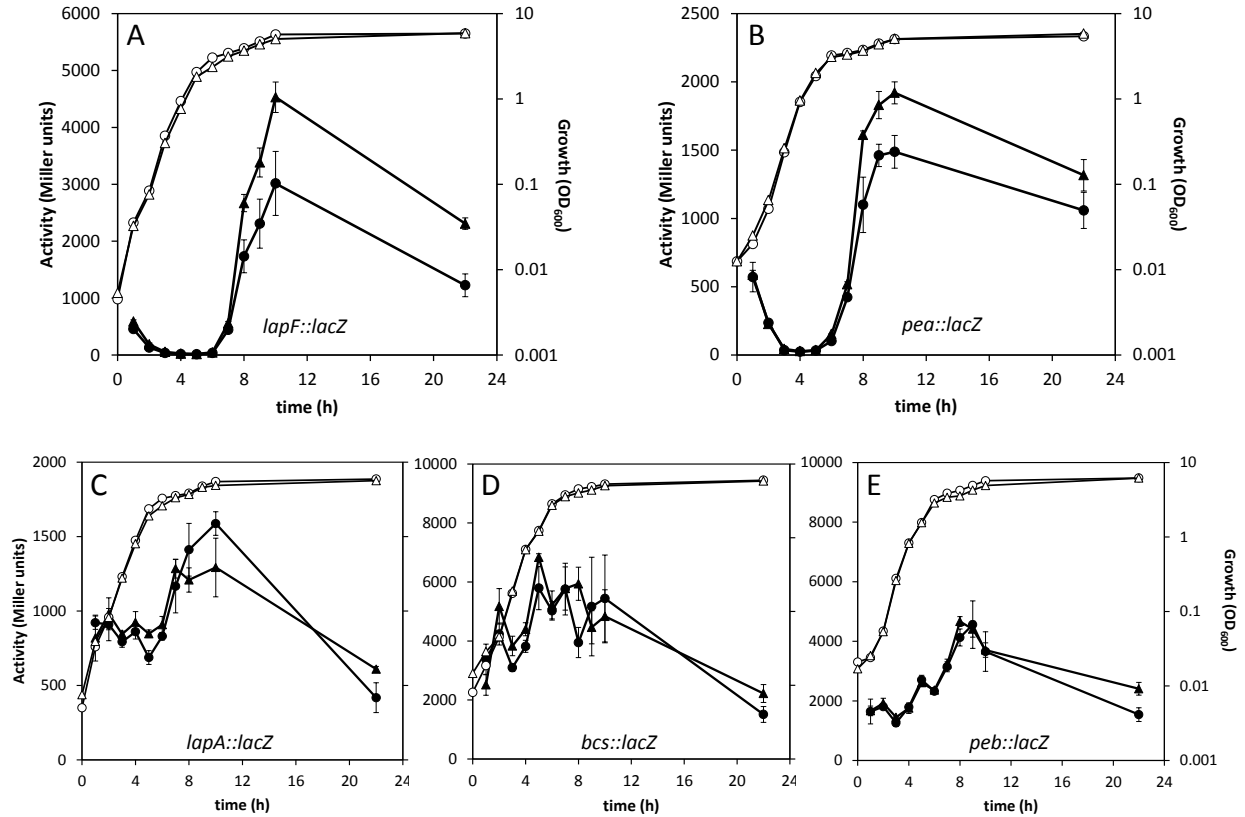 A
6000
5000
4000
3000
2000
1000
0
Activity (Miller units)
10
1
0.1
0.01
0.001
Growth (OD600)
lapF::lacZ
0 4 8 12 16 20 24
time (h)
B
2500
2000
1500
1000
500
0
Activity (Miller units)
10
1
0.1
0.01
0.001
Growth (OD600)
pea::lacZ
0 4 8 12 16 20 24
time (h)
C
2000
1500
1000
500
0
Activity (Miller units)
lapA::lacZ
0 4 8 12 16 20 24
time (h)
D
10000
8000
6000
4000
2000
0
bcs::lacZ
0 4 8 12 16 20 24
time (h)
E
10000
8000
6000
4000
2000
0
10
1
0.1
0.01
0.001
Growth (OD600)
peb::lacZ
0 4 8 12 16 20 24
time (h)